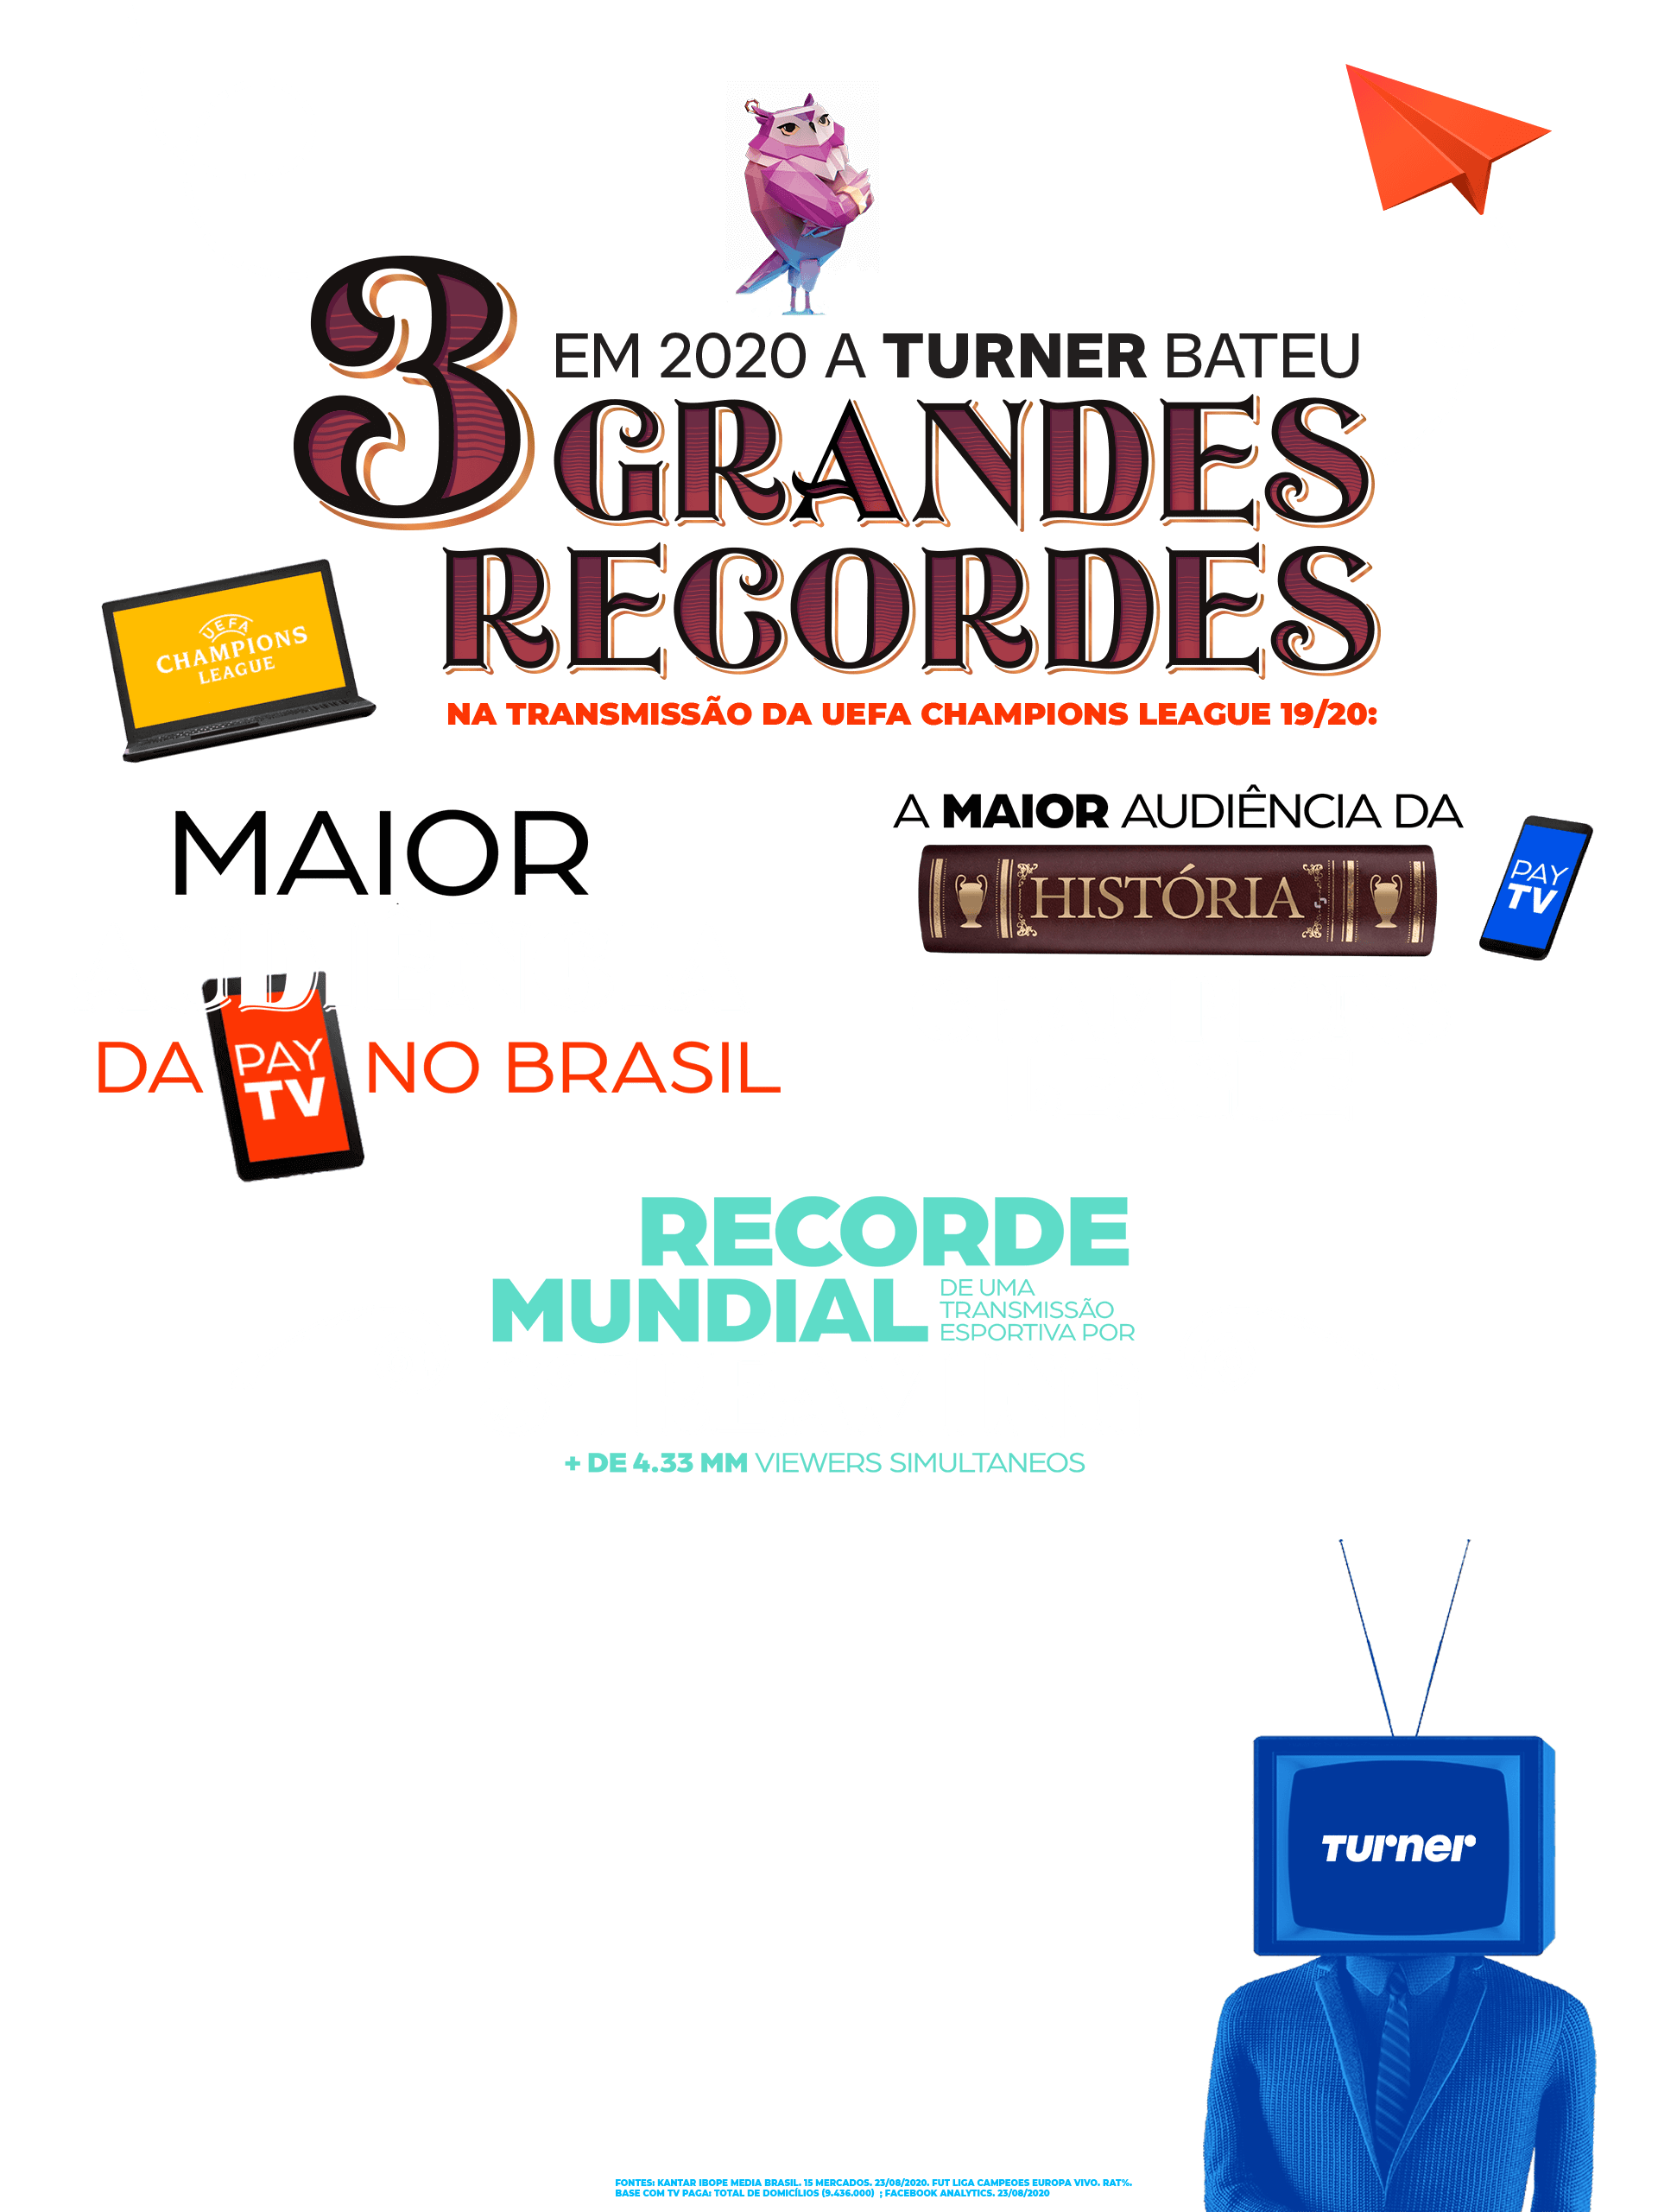 EM 2020 A TURNER BATEU
3 GRANDES
RECORDES
NA TRANSMISSÃO DA UEFA CHAMPIONS LEAGUE 19/20:
UEFA
CHAMPIONS
LEAGUE
MAIOR
DA PAY TV NO BRASIL
A MAIOR AUDIÊNCIA DA
HISTÓRIA
PAY
TV
RECORDE
MUNDIAL
DE UMA
TRANSMISSÃO
ESPORTIVA POR
+ DE 4.33 MM VIEWERS SIMULTANEOS
Turner
FONTES: KANTAR IBOPE MEDIA BRASIL. 15 MERCADOS. 23/08/2020. FUT LIGA CAMPEOES EUROPA VIVO. RAT%.
BASE COM TV PAGA: TOTAL DE DOMICÍLIOS (9.436.000) ; FACEBOOK ANALYTICS. 23/08/2020